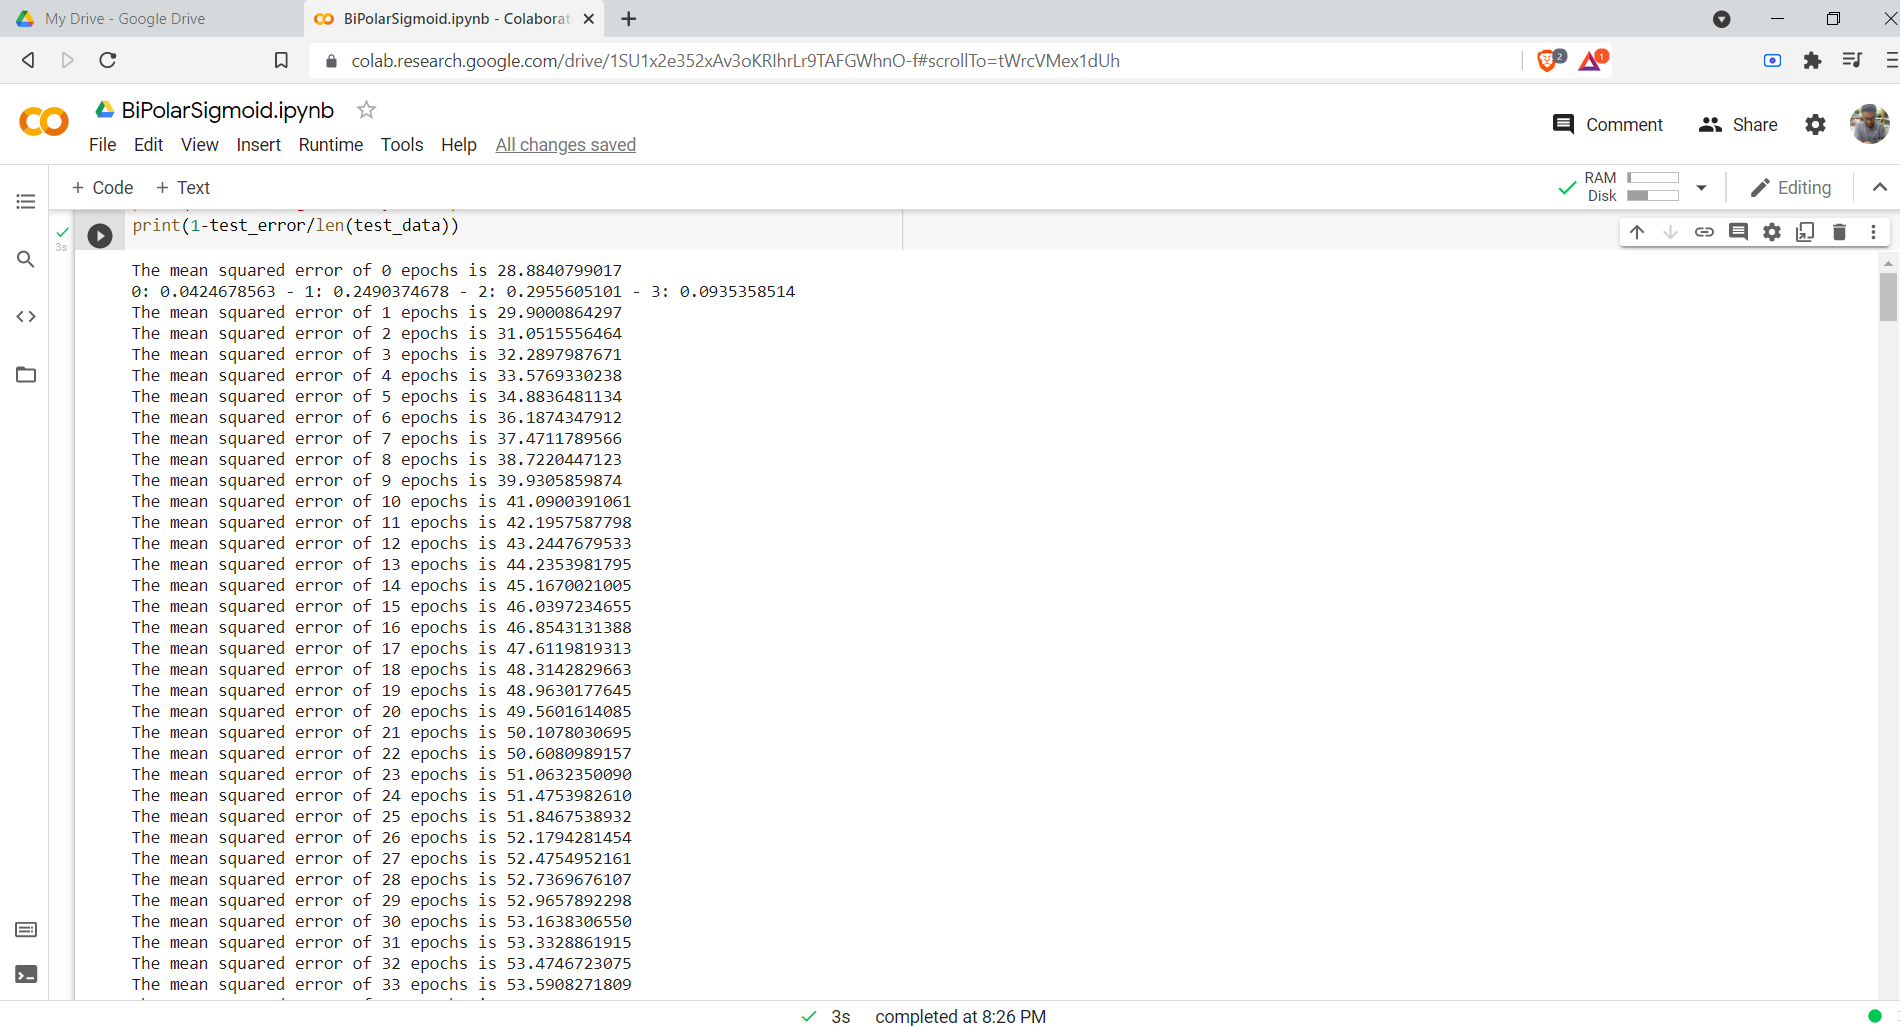 My Drive - Google Drive
BiPolarSigmoid.ipynb - Colaborat
colab.research.google.com/drive/1SU1x2e352xAv3oKRIhrLr9TAFGWhnO-f#scrollTo=tWrcVMex1dUh
2
1
BiPolarSigmoid.ipynb
Comment
Share
File Edit View Insert Runtime Tools Help All changes saved
+ Code + Text
RAM
Disk
Editing
3s
print(1-test_error/len(test_data))
The mean squared error of 0 epochs is 28.8840799017
0: 0.0424678563 - 1: 0.2490374678 - 2: 0.2955605101 - 3: 0.0935358514
The mean squared error of 1 epochs is 29.9000864297
The mean squared error of 2 epochs is 31.0515556464
The mean squared error of 3 epochs is 32.2897987671
The mean squared error of 4 epochs is 33.5769330238
The mean squared error of 5 epochs is 34.8836481134
The mean squared error of 6 epochs is 36.1874347912
The mean squared error of 7 epochs is 37.4711789566
The mean squared error of 8 epochs is 38.7220447123
The mean squared error of 9 epochs is 39.9305859874
The mean squared error of 10 epochs is 41.0900391061
The mean squared error of 11 epochs is 42.1957587798
The mean squared error of 12 epochs is 43.2447679533
The mean squared error of 13 epochs is 44.2353981795
The mean squared error of 14 epochs is 45.1670021005
The mean squared error of 15 epochs is 46.0397234655
The mean squared error of 16 epochs is 46.8543131388
The mean squared error of 17 epochs is 47.6119819313
The mean squared error of 18 epochs is 48.3142829663
The mean squared error of 19 epochs is 48.9630177645
The mean squared error of 20 epochs is 49.5601614085
The mean squared error of 21 epochs is 50.1078030695
The mean squared error of 22 epochs is 50.6080989157
The mean squared error of 23 epochs is 51.0632350090
The mean squared error of 24 epochs is 51.4753982610
The mean squared error of 25 epochs is 51.8467538932
The mean squared error of 26 epochs is 52.1794281454
The mean squared error of 27 epochs is 52.4754952161
The mean squared error of 28 epochs is 52.7369676107
The mean squared error of 29 epochs is 52.9657892298
The mean squared error of 30 epochs is 53.1638306550
The mean squared error of 31 epochs is 53.3328861915
The mean squared error of 32 epochs is 53.4746723075
The mean squared error of 33 epochs is 53.5908271809
3s completed at 8:26 PM